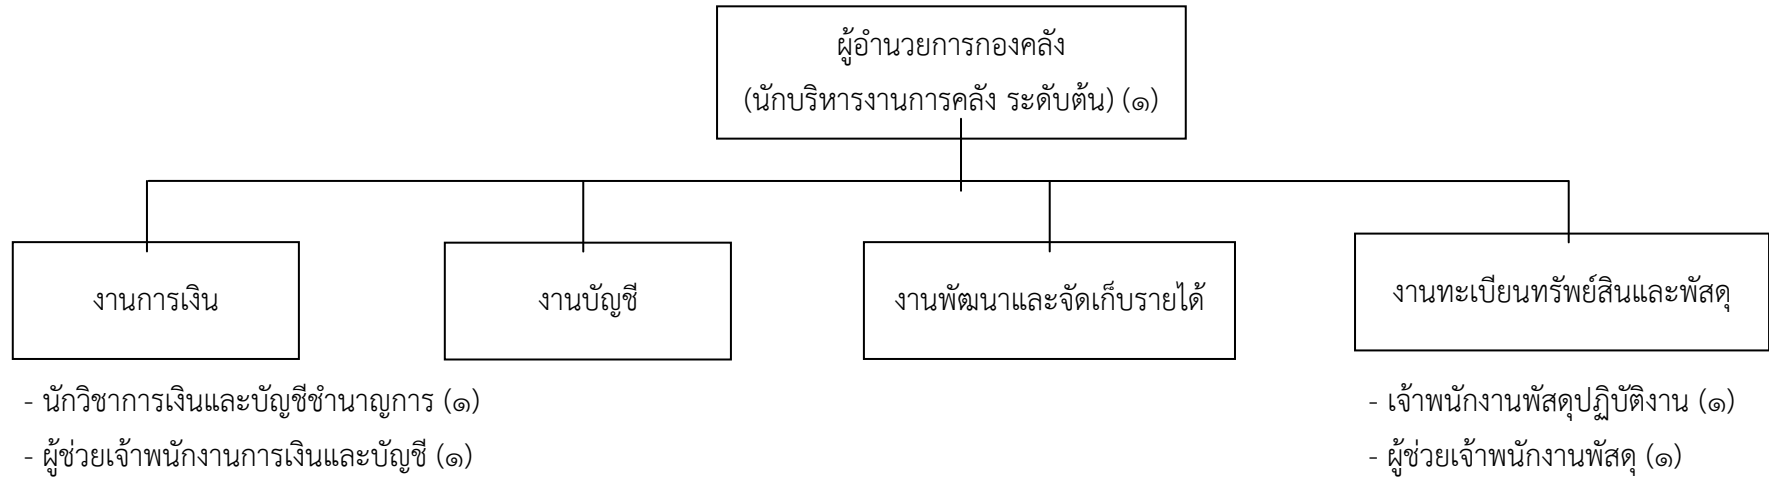 ผู้อำนวยการกองคลัง
(นักบริหารงานการคลัง ระดับต้น) (๑)
งานการเงิน
งานบัญชี
งานพัฒนาและจัดเก็บรายได้
งานทะเบียนทรัพย์สินและพัสดุ
- นักวิชาการเงินและบัญชีชำนาญการ (๑)
- ผู้ช่วยเจ้าพนักงานการเงินและบัญชี (๑)
- เจ้าพนักงานพัสดุปฏิบัติงาน (๑)
- ผู้ช่วยเจ้าพนักงานพัสดุ (๑)